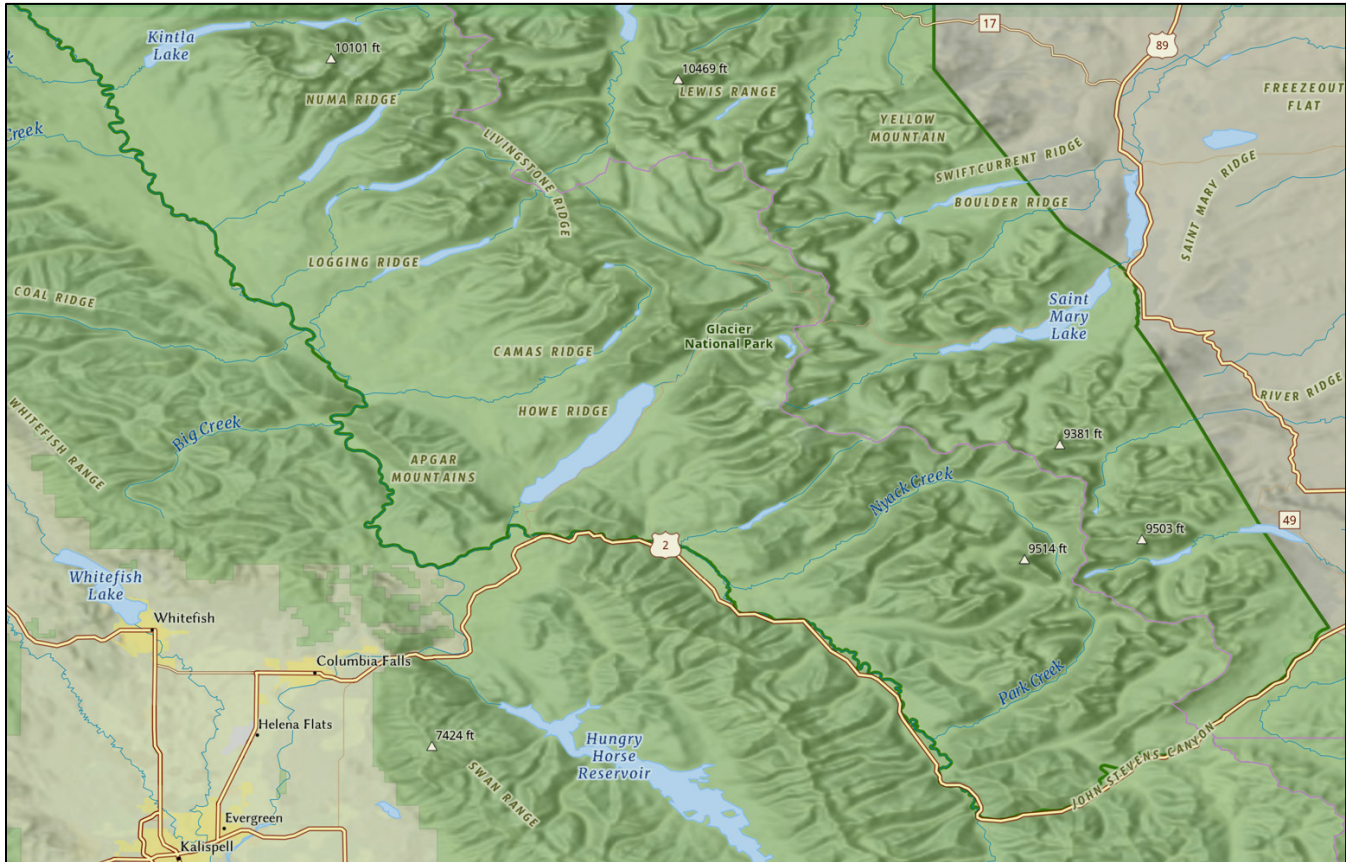 Kintla
Lake
10101 ft
NUMA RIDGE
10469 ft
LEWIS RANGE
17
89
FREEZEOUT
FLAT
YELLOW
MOUNTAIN
Creek
LIVINGSTONE RIDGE
SWIFTCURRENT RIDGE
BOULDER RIDGE
SAINT MARY RIDGE
LOGGING RIDGE
COAL RIDGE
Saint
Mary
Lake
Glacier
National Park
CAMAS RIDGE
HOWE RIDGE
RIVER RIDGE
WHITEFISH RANGE
Big Creek
APGAR
MOUNTAINS
9381 ft
Nyack Creek
49
9503 ft
2
9514 ft
Whitefish
Lake
Whitefish
Columbia Falls
Park Creek
Helena Flats
7424 ft
Hungry
Horse
Reservoir
SWAN RANGE
JOHN STEVENS CANYON
Evergreen
Kalispell